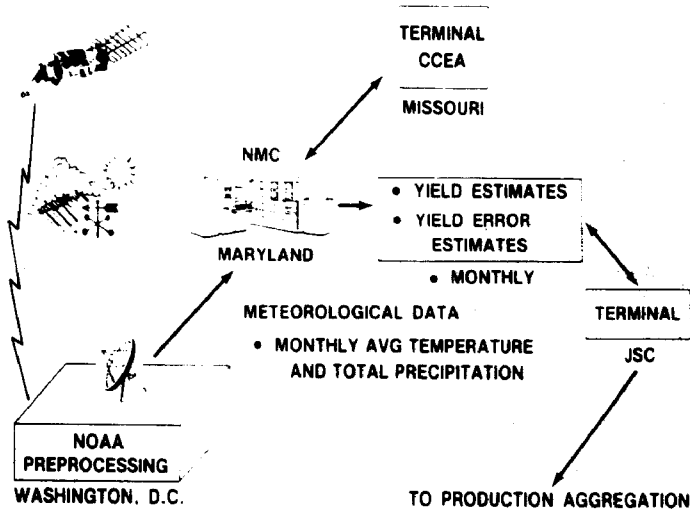 TERMINAL
CCEA
MISSOURI
NMC
MARYLAND
• YIELD ESTIMATES
• YIELD ERROR
ESTIMATES
• MONTHLY
METEOROLOGICAL DATA
• MONTHLY AVG TEMPERATURE
AND TOTAL PRECIPITATION
TERMINAL
JSC
NOAA
PREPROCESSING
WASHINGTON, D.C.
TO PRODUCTION AGGREGATION